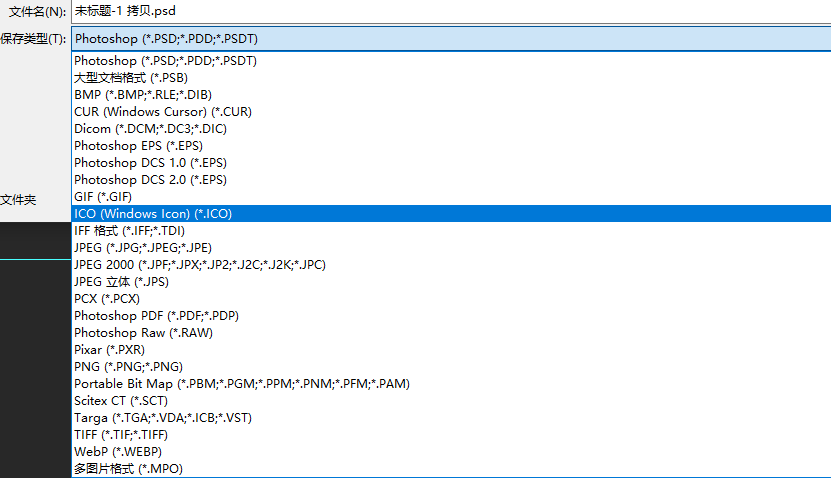 文件名(N): 未标题-1 拷贝.psd
保存类型(T): Photoshop (*.PSD;*.PDD;*.PSDT)
Photoshop (*.PSD;*.PDD;*.PSDT)
大型文档格式 (*.PSB)
BMP (*.BMP;*.RLE;*.DIB)
CUR (Windows Cursor) (*.CUR)
Dicom (*.DCM;*.DC3;*.DIC)
Photoshop EPS (*.EPS)
Photoshop DCS 1.0 (*.EPS)
Photoshop DCS 2.0 (*.EPS)
GIF (*.GIF)
文件夹
ICO (Windows Icon) (*.ICO)
IFF 格式 (*.IFF;*.TDI)
JPEG (*.JPG;*.JPEG;*.JPE)
JPEG 2000 (*.JPF;*.JPX;*.JP2;*.J2C;*.J2K;*.JPC)
JPEG 立体 (*.JPS)
PCX (*.PCX)
Photoshop PDF (*.PDF;*.PDP)
Photoshop Raw (*.RAW)
Pixar (*.PXR)
PNG (*.PNG;*.PNG)
Portable Bit Map (*.PBM;*.PGM;*.PPM;*.PNM;*.PFM;*.PAM)
Scitex CT (*.SCT)
Targa (*.TGA;*.VDA;*.ICB;*.VST)
TIFF (*.TIF;*.TIFF)
WebP (*.WEBP)
多图片格式 (*.MPO)